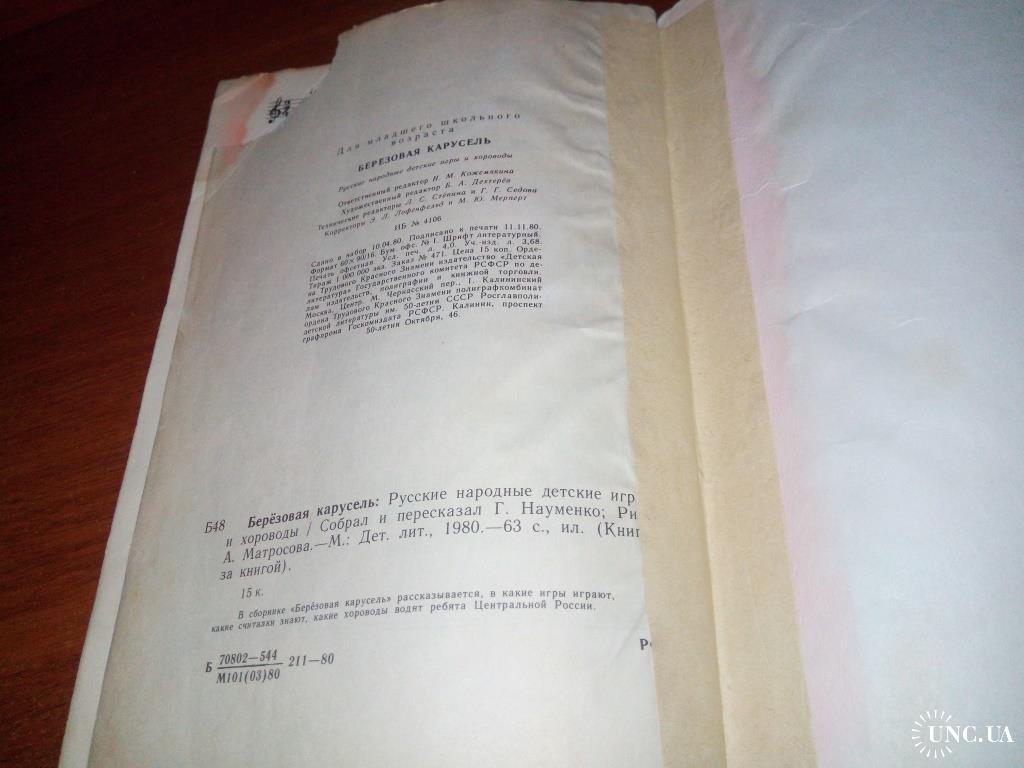 Для младшего школьного
возраста
БЕРЕЗОВАЯ КАРУСЕЛЬ
Русские народные детские игры и хороводы
Ответственный редактор Н. М. Кожемякина
Художественный редактор Б. А. Дехтерёв
Технические редакторы Л. С. Стёпина и Г. Г. Седова
Корректоры Э. Л. Лофенфельд и М. Ю. Мерперт
ИБ № 4106
Сдано в набор 10.04.80. Подписано к печати 11.11.80.
Формат 60×90/16. Бум. офс. № 1. Шрифт литературный.
Печать офсетная Усл. печ л. 4,0. Уч.-изд. л. 3,68.
Тираж 1 000 000 экз. Заказ № 471. Цена 15 коп. Орде-
на Трудового Красного Знамени издательство «Детская
литература» Государственного комитета РСФСР по де-
лам издательств, полиграфии и книжной торговли.
Москва, Центр, М. Черкасский пер., 1. Калининский
ордена Трудового Красного Знамени полиграфкомбинат
детской литературы им. 50-летия СССР Росглавполи-
графпрома Госкомиздата РСФСР. Калинин, проспект
50-летия Октября, 46.
Б48 Берёзовая карусель: Русские народные детские игр
и хороводы / Собрал и пересказал Г. Науменко; Ри
А. Матросова.—М.: Дет. лит., 1980.—63 с., ил. (Книг
за книгой).
15 к.
В сборнике «Берёзовая карусель» рассказывается, в какие игры играют,
какие считалки знают, какие хороводы водят ребята Центральной России.
Б 70802—544 211—80
М101(03)80
UNC.UA